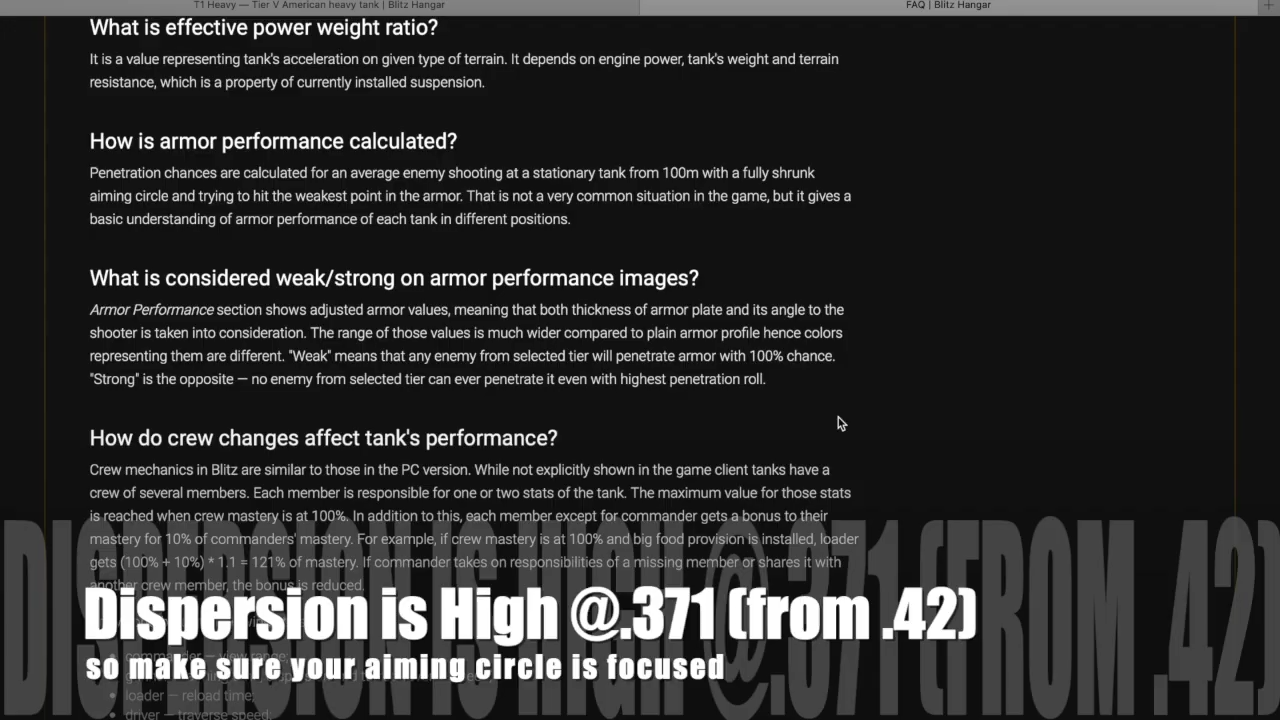 T1 Heavy — Tier V American heavy tank | Blitz Hangar
FAQ | Blitz Hangar
What is effective power weight ratio?
It is a value representing tank's acceleration on given type of terrain. It depends on engine power, tank's weight and terrain
resistance, which is a property of currently installed suspension.
How is armor performance calculated?
Penetration chances are calculated for an average enemy shooting at a stationary tank from 100m with a fully shrunk
aiming circle and trying to hit the weakest point in the armor. That is not a very common situation in the game, but it gives a
basic understanding of armor performance of each tank in different positions.
What is considered weak/strong on armor performance images?
Armor Performance section shows adjusted armor values, meaning that both thickness of armor plate and its angle to the
shooter is taken into consideration. The range of those values is much wider compared to plain armor profile hence colors
representing them are different. "Weak" means that any enemy from selected tier will penetrate armor with 100% chance.
"Strong" is the opposite — no enemy from selected tier can ever penetrate it even with highest penetration roll.
How do crew changes affect tank's performance?
Crew mechanics in Blitz are similar to those in the PC version. While not explicitly shown in the game client tanks have a
crew of several members. Each member is responsible for one or two stats of the tank. The maximum value for those stats
is reached when crew mastery is at 100%. In addition to this, each member except for commander gets a bonus to their
mastery for 10% of commanders' mastery. For example, if crew mastery is at 100% and big food provision is installed, loader
gets (100% + 10%) * 1.1 = 121% of mastery. If commander takes on responsibilities of a missing member or shares it with
another crew member, the bonus is reduced.
DISPERSION IS HIGH @.371 (FROM .42)
Dispersion is High @.371 (from .42)
so make sure your aiming circle is focused
commander — view range;
loader — reload time;
driver — traverse speed;